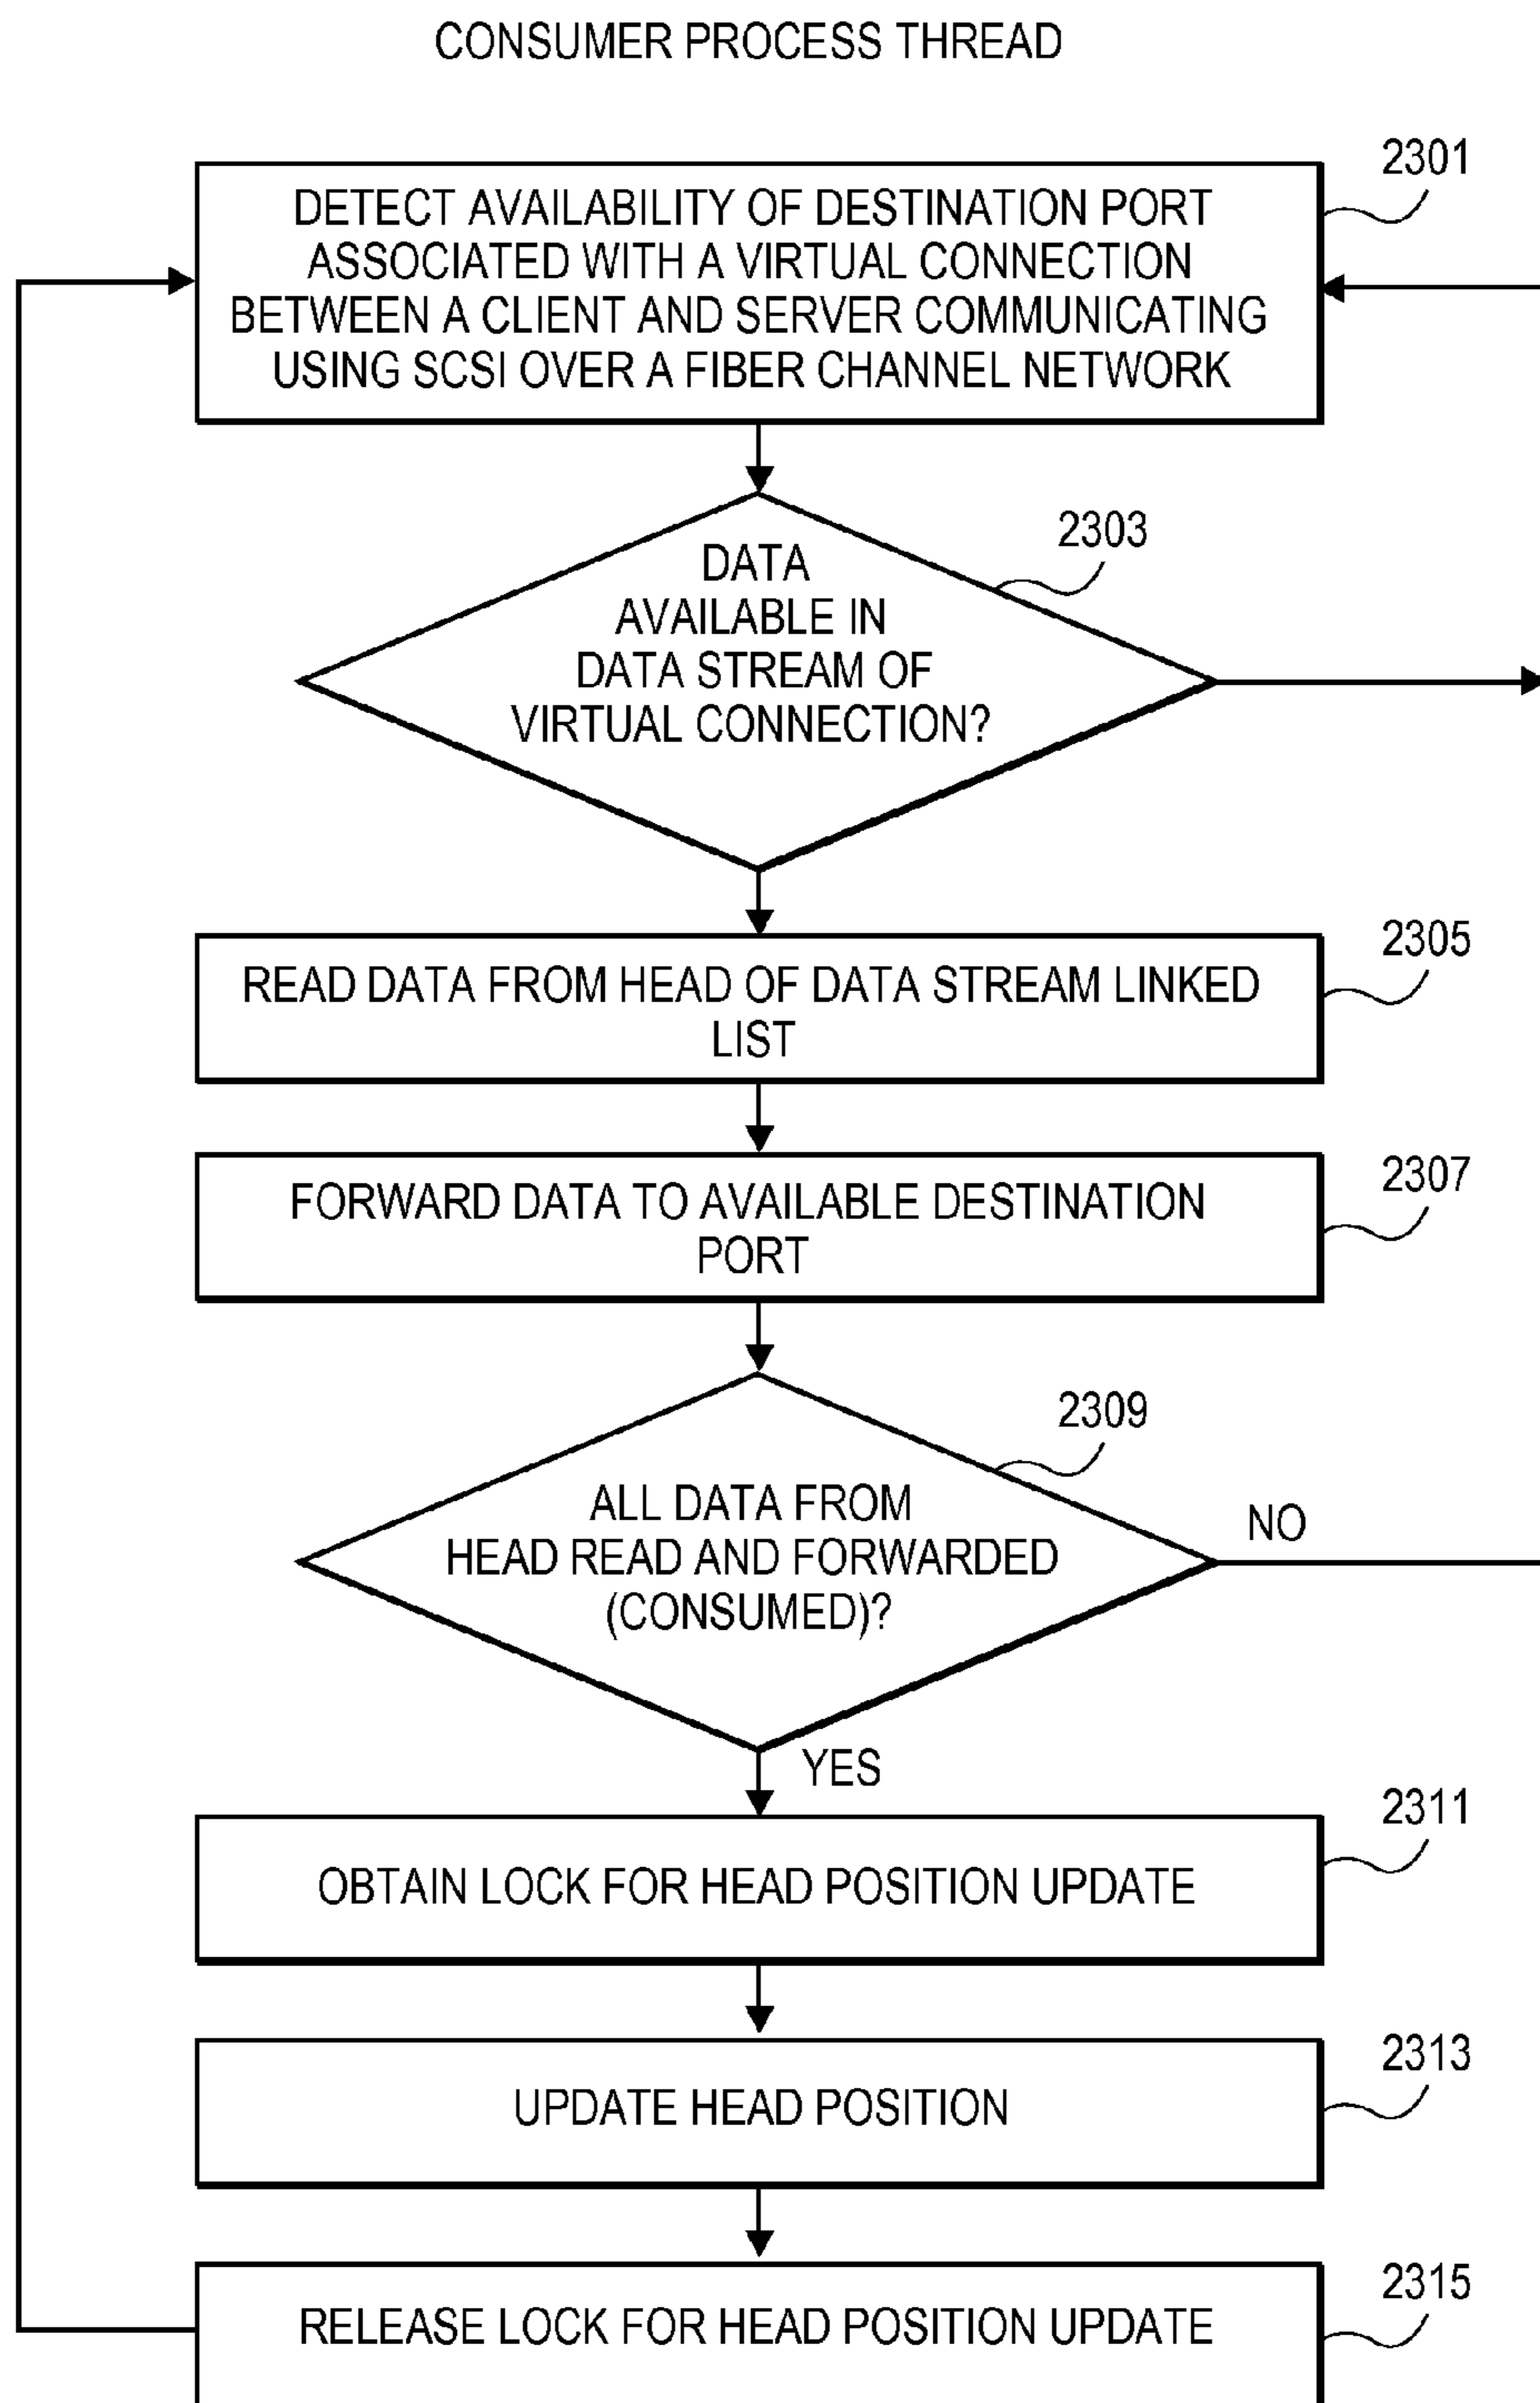 CONSUMER PROCESS THREAD
2301
DETECT AVAILABILITY OF DESTINATION PORT
ASSOCIATED WITH A VIRTUAL CONNECTION
BETWEEN A CLIENT AND SERVER COMMUNICATING
USING SCSI OVER A FIBER CHANNEL NETWORK
2303
DATA
AVAILABLE IN
DATA STREAM OF
VIRTUAL CONNECTION?
2305
READ DATA FROM HEAD OF DATA STREAM LINKED
LIST
2307
FORWARD DATA TO AVAILABLE DESTINATION
PORT
2309
ALL DATA FROM
HEAD READ AND FORWARDED
(CONSUMED)?
NO
YES
2311
OBTAIN LOCK FOR HEAD POSITION UPDATE
2313
UPDATE HEAD POSITION
2315
RELEASE LOCK FOR HEAD POSITION UPDATE